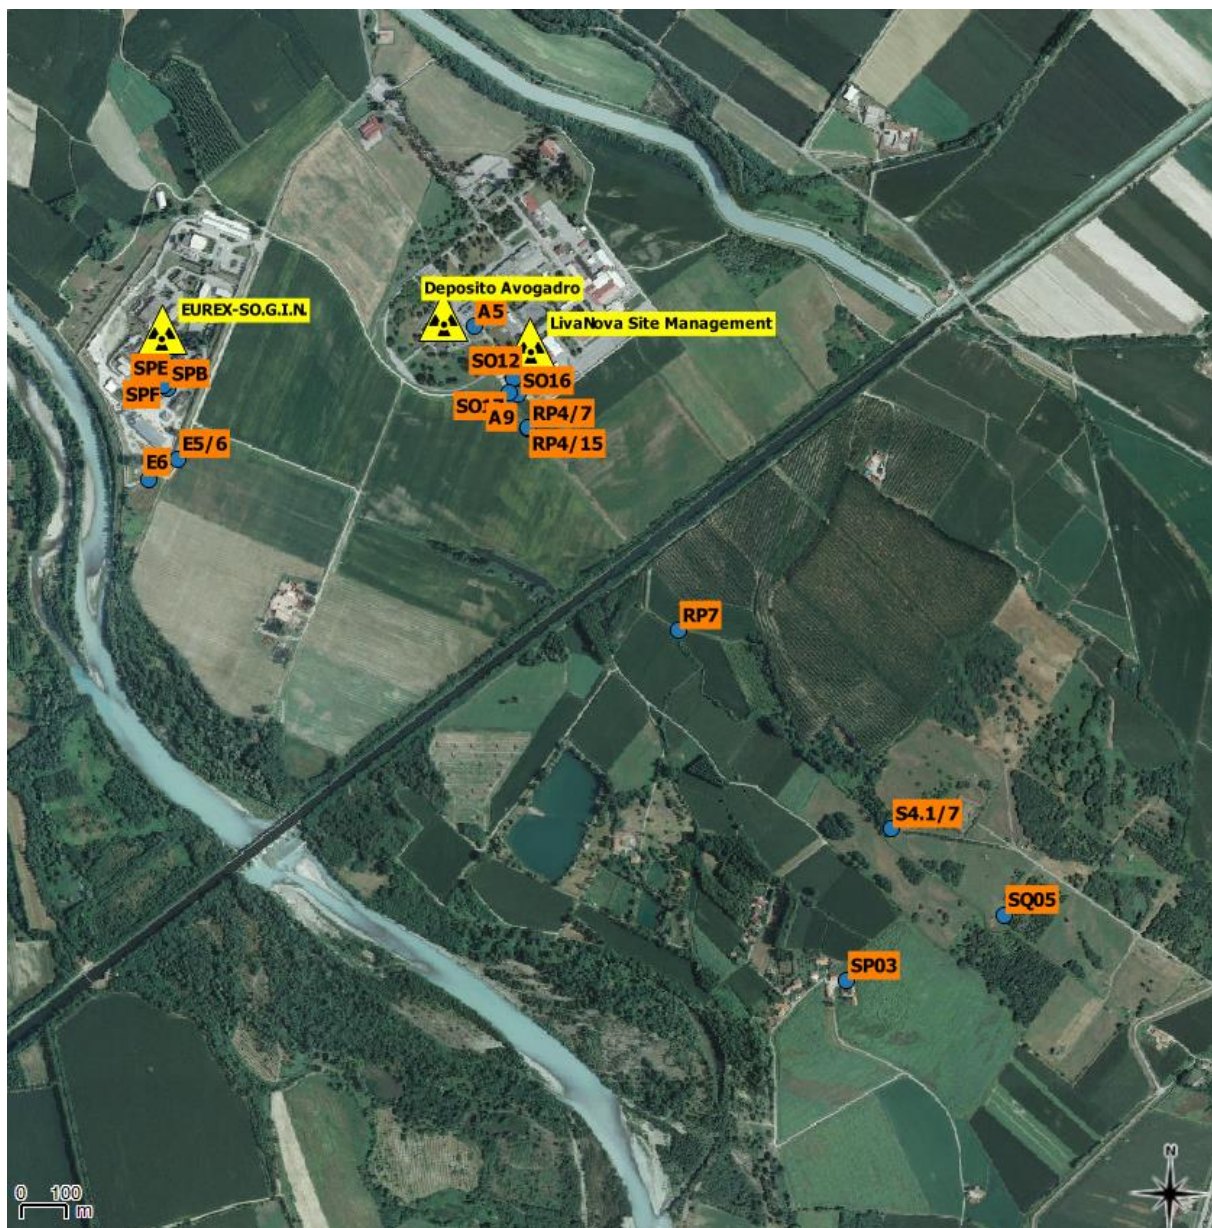 Deposito Avogadro
EUREX-SO.G.I.N.
A5
LivaNova Site Management
SO12
SPE
SPB
SO16
SPF
SO17
A9
RP4/7
E5/6
RP4/15
E6
RP7
S4.1/7
SQ05
SP03
N
0 100
m